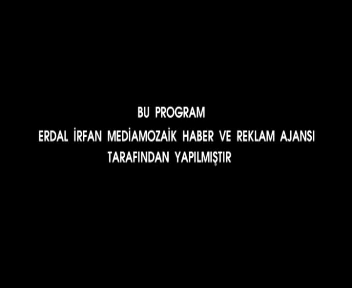 BU PROGRAM
ERDAL İRFAN MEDİAMOZAİK HABER VE REKLAM AJANSI
TARAFINDAN YAPILMIŞTIR